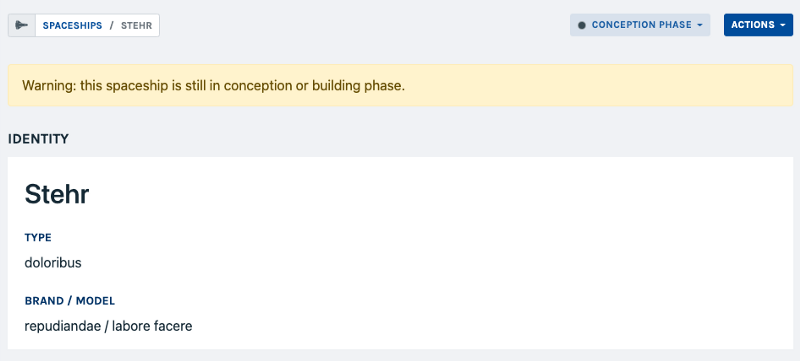 SPACESHIPS / STEHR
CONCEPTION PHASE
ACTIONS
Warning: this spaceship is still in conception or building phase.
IDENTITY
Stehr
TYPE
doloribus
BRAND / MODEL
repudiandae / labore facere